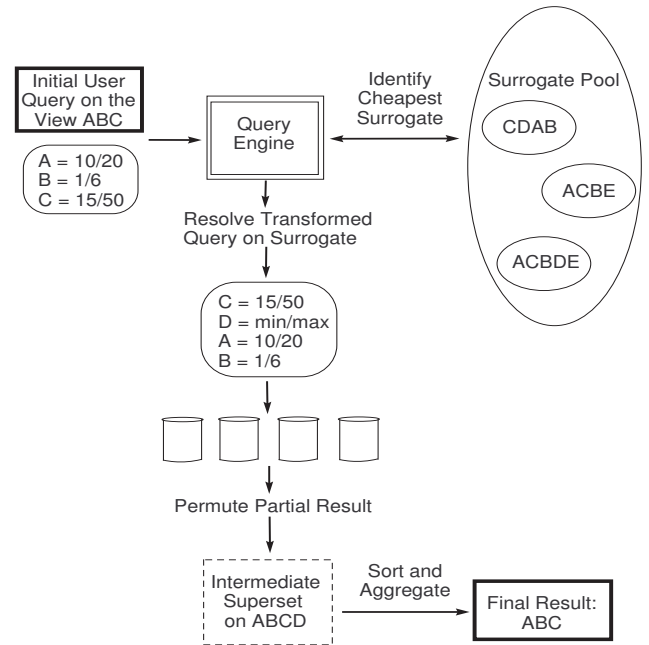 Initial User
Query on the
View ABC
A = 10/20
B = 1/6
C = 15/50
Query
Engine
Identify
Cheapest
Surrogate
Surrogate Pool
CDAB
ACBE
ACBDE
Resolve Transformed
Query on Surrogate
C = 15/50
D = min/max
A = 10/20
B = 1/6
Permute Partial Result
Intermediate
Superset
on ABCD
Sort and
Aggregate
Final Result:
ABC